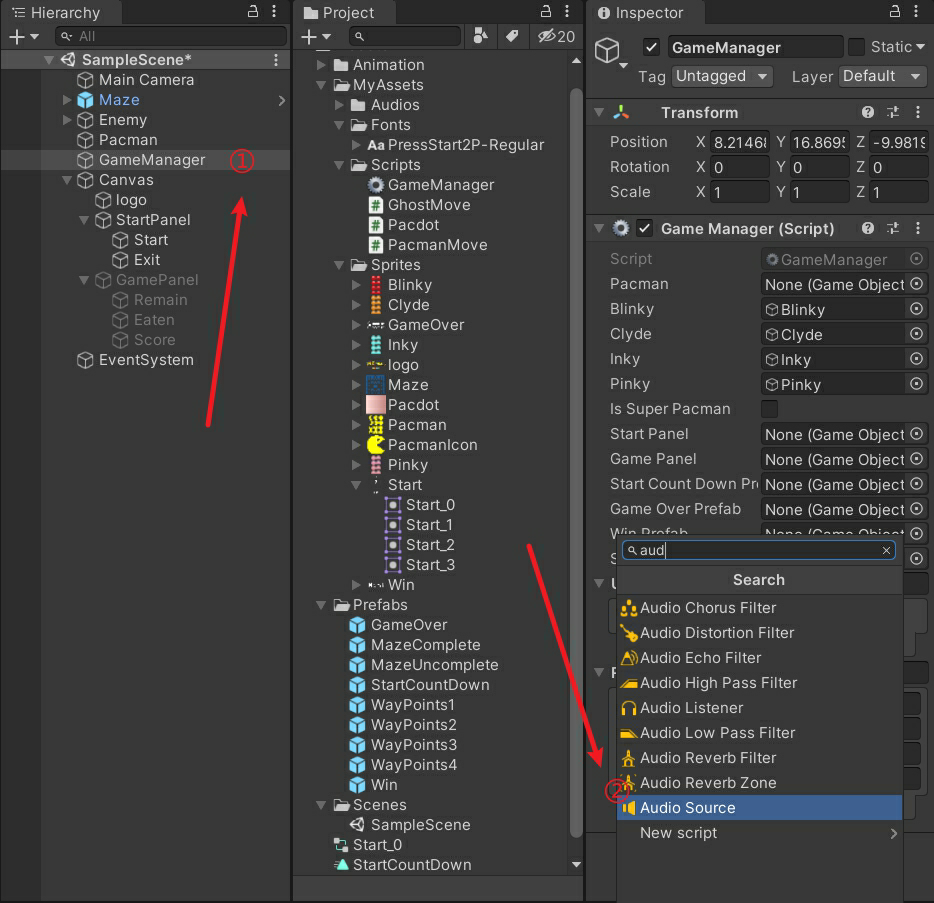 Hierarchy
All
SampleScene*
Main Camera
Maze
Enemy
Pacman
GameManager
①
Canvas
logo
StartPanel
Start
Exit
GamePanel
Remain
Eaten
Score
EventSystem
Project
20
Animation
MyAssets
Audios
Fonts
Aa PressStart2P-Regular
Scripts
GameManager
# GhostMove
# Pacdot
# PacmanMove
Sprites
Blinky
Clyde
GameOver
Inky
logo
Maze
Pacdot
Pacman
PacmanIcon
Pinky
Start
Start_0
Start_1
Start_2
Start_3
Win
Prefabs
GameOver
MazeComplete
MazeUncomplete
StartCountDown
WayPoints1
WayPoints2
WayPoints3
WayPoints4
Win
Scenes
SampleScene
Start_0
StartCountDown
Inspector
GameManager Static
Tag Untagged Layer Default
Transform
Position X 8.2146 Y 16.869 Z -9.9819
Rotation X 0 Y 0 Z 0
Scale X 1 Y 1 Z 1
Game Manager (Script)
Script GameManager
Pacman None (Game Object
Blinky Blinky
Clyde Clyde
Inky Inky
Pinky Pinky
Is Super Pacman
Start Panel None (Game Object
Game Panel None (Game Object
Start Count Down Pr None (Game Object
Game Over Prefab None (Game Object
Win Prefab None (Game Object
aud
Search
Audio Chorus Filter
Audio Distortion Filter
Audio Echo Filter
Audio High Pass Filter
Audio Listener
Audio Low Pass Filter
Audio Reverb Filter
Audio Reverb Zone
②
Audio Source
New script